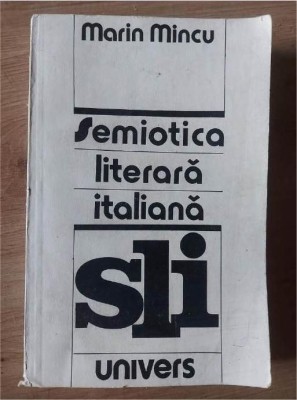 Marin Mincu
Semiotica
literară
italiană
sli
univers